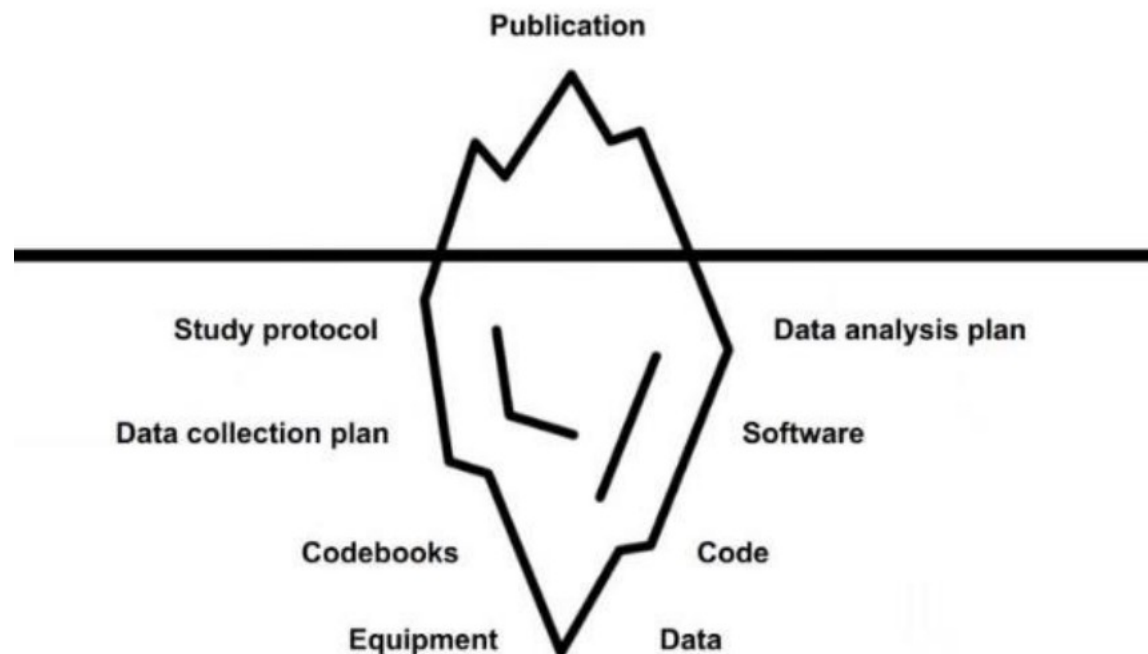 Publication
Study protocol
Data analysis plan
Data collection plan
Software
Codebooks
Code
Equipment
Data